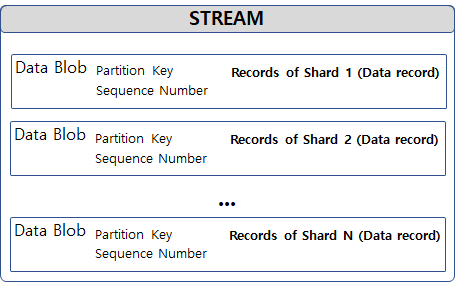 STREAM
Data Blob Partition Key Records of Shard 1 (Data record)
Sequence Number
Data Blob Partition Key Records of Shard 2 (Data record)
Sequence Number
...
Data Blob Partition Key Records of Shard N (Data record)
Sequence Number